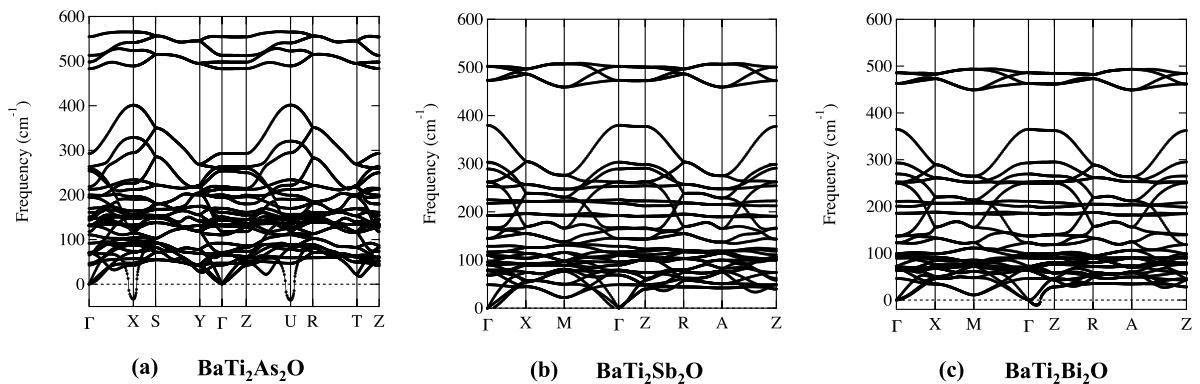 600
500
400
300
200
100
0
Frequency (cm⁻¹)
Γ X S Y Γ Z U R T Z
(a) BaTi₂As₂O
600
500
400
300
200
100
0
Frequency (cm⁻¹)
Γ X M Γ Z R A Z
(b) BaTi₂Sb₂O
600
500
400
300
200
100
0
Frequency (cm⁻¹)
Γ X M Γ Z R A Z
(c) BaTi₂Bi₂O